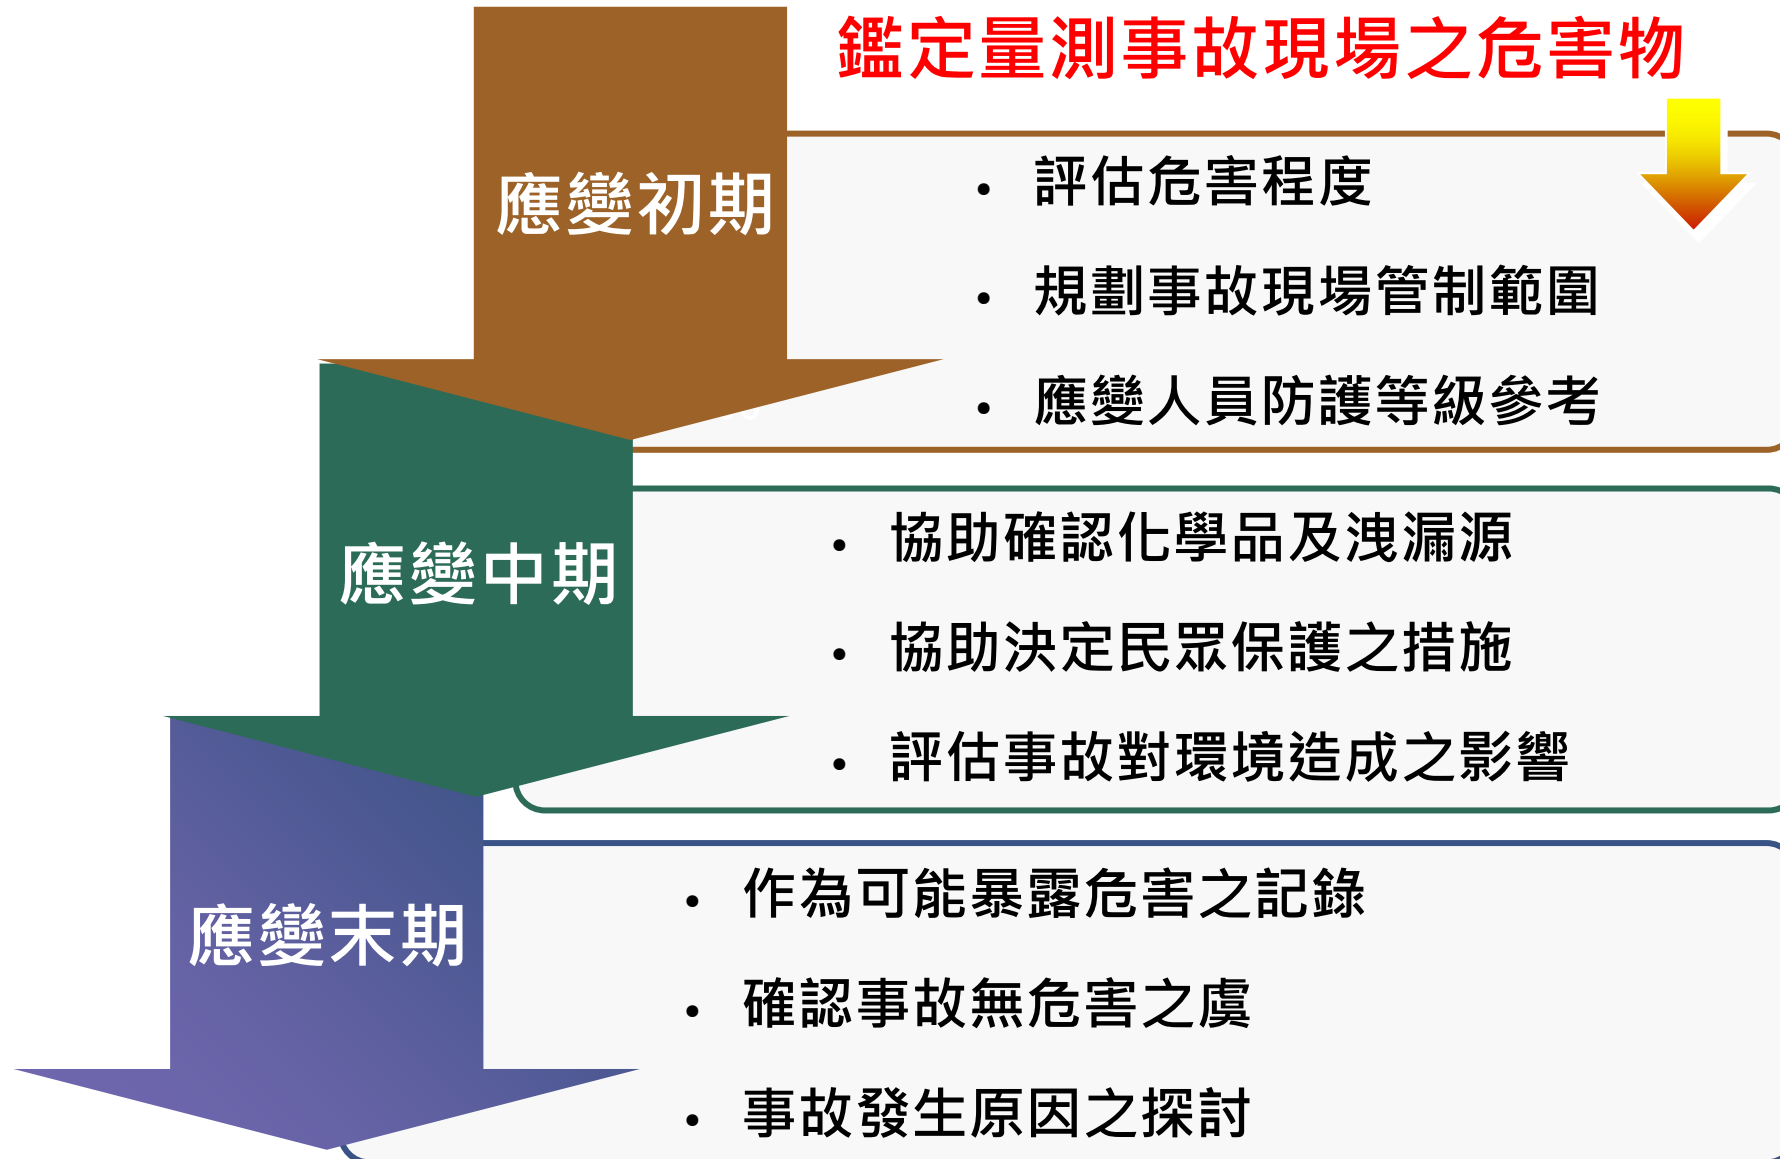 鑑定量測事故現場之危害物
應變初期
• 評估危害程度
• 規劃事故現場管制範圍
• 應變人員防護等級參考
應變中期
• 協助確認化學品及洩漏源
• 協助決定民眾保護之措施
• 評估事故對環境造成之影響
應變末期
• 作為可能暴露危害之記錄
• 確認事故無危害之虞
• 事故發生原因之探討